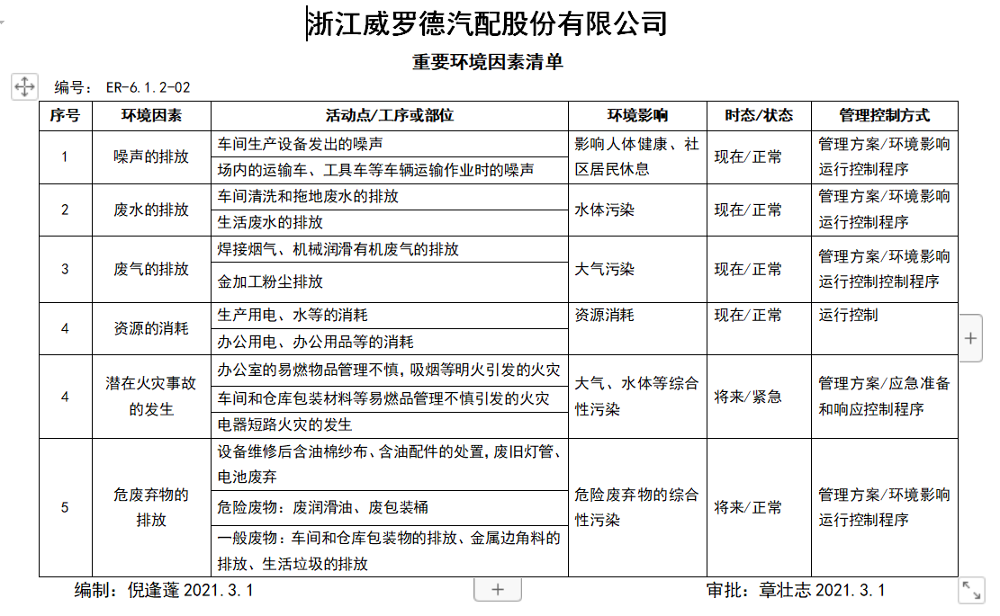 浙江威罗德汽配股份有限公司
重要环境因素清单
编号： ER-6.1.2-02
序号 环境因素 活动点/工序或部位 环境影响 时态/状态 管理控制方式
1 噪声的排放
车间生产设备发出的噪声
场内的运输车、工具车等车辆运输作业时的噪声
影响人体健康、社
区居民休息
现在/正常
管理方案/环境影响
运行控制程序
2 废水的排放
车间清洗和拖地废水的排放
生活废水的排放
水体污染
现在/正常
管理方案/环境影响
运行控制程序
3 废气的排放
焊接烟气、机械润滑有机废气的排放
金加工粉尘排放
大气污染
现在/正常
管理方案/环境影响
运行控制控制程序
4 资源的消耗
生产用电、水等的消耗
办公用电、办公用品等的消耗
资源消耗
现在/正常
运行控制
4
潜在火灾事故
的发生
办公室的易燃物品管理不慎，吸烟等明火引发的火灾
车间和仓库包装材料等易燃品管理不慎引发的火灾
电器短路火灾的发生
大气、水体等综合
性污染
将来/紧急
管理方案/应急准备
和响应控制程序
5
危废弃物的
排放
设备维修后含油棉纱布、含油配件的处置，废旧灯管、
电池废弃
危险废物：废润滑油、废包装桶
一般废物：车间和仓库包装物的排放、金属边角料的
排放、生活垃圾的排放
危险废弃物的综合
性污染
将来/正常
管理方案/环境影响
运行控制程序
编制：倪逢蓬 2021.3.1 审批：章壮志 2021.3.1